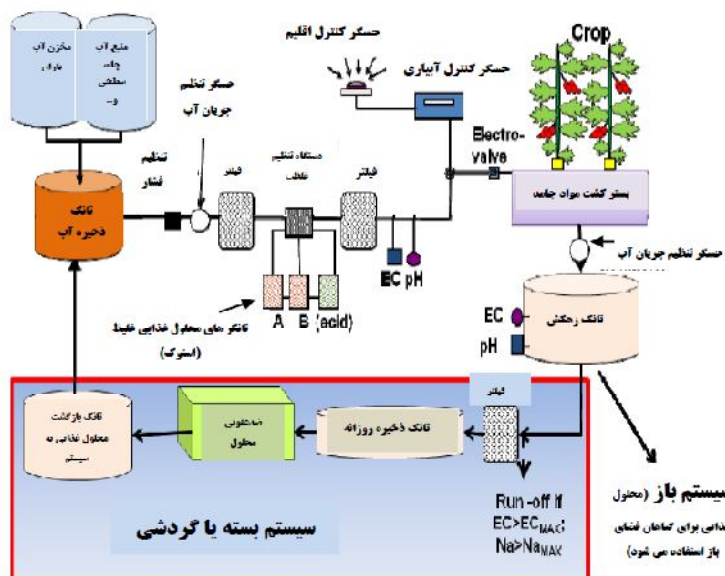 مخزن آب
باران
منبع آب
چاه،
سطحی
و...
تانک
ذخیره آب
تنظیم
فشار
حسگر تنظیم
جریان آب
فیلتر
دستگاه تنظیم
غلظت
فیلتر
حسگر کنترل اقلیم
حسگر کنترل آبیاری
Electro-
valve
Crop
بستر کشت مواد جامد
حسگر تنظیم جریان آب
EC pH
A B (acid)
تانکر های محلول غذایی غلیظ
(استوک)
تانک زهکش
EC
pH
سیستم باز (محلول
غذایی برای گیاهان فضای
باز استفاده می شود)
فیلتر
تانک ذخیره روزانه
ضدعفونی
محلول
تانک بازگشت
محلول غذایی به
سیستم
Run-off if
EC>ECMAX;
Na>NaMAX
سیستم بسته یا گردشی